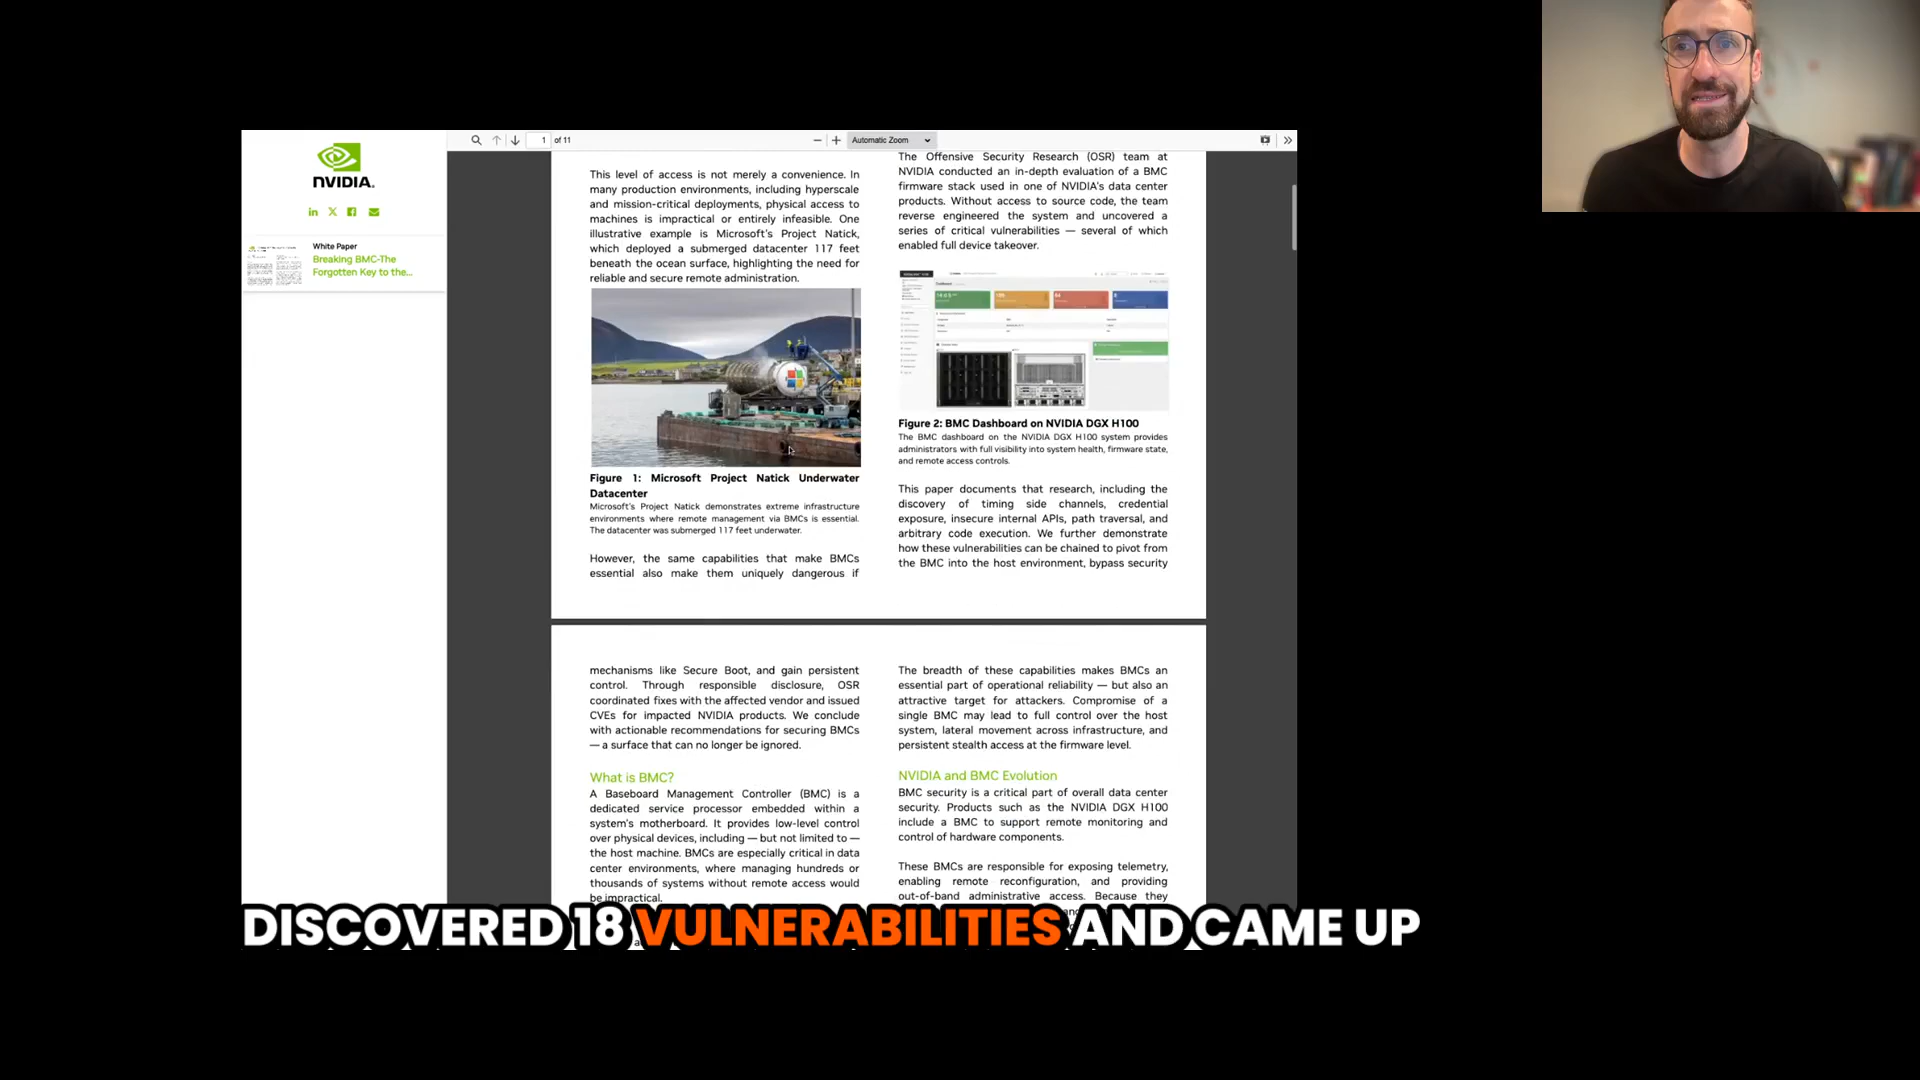 NVIDIA.
White Paper
Breaking BMC-The
Forgotten Key to the...
1 of 11
Automatic Zoom
This level of access is not merely a convenience. In
many production environments, including hyperscale
and mission-critical deployments, physical access to
machines is impractical or entirely infeasible. One
illustrative example is Microsoft's Project Natick,
which deployed a submerged datacenter 117 feet
beneath the ocean surface, highlighting the need for
reliable and secure remote administration.
Figure 1: Microsoft Project Natick Underwater
Datacenter
Microsoft's Project Natick demonstrates extreme infrastructure
environments where remote management via BMCs is essential.
The datacenter was submerged 117 feet underwater.
However, the same capabilities that make BMCs
essential also make them uniquely dangerous if
The Offensive Security Research (OSR) team at
NVIDIA conducted an in-depth evaluation of a BMC
firmware stack used in one of NVIDIA's data center
products. Without access to source code, the team
reverse engineered the system and uncovered a
series of critical vulnerabilities — several of which
enabled full device takeover.
Figure 2: BMC Dashboard on NVIDIA DGX H100
The BMC dashboard on the NVIDIA DGX H100 system provides
administrators with full visibility into system health, firmware state,
and remote access controls.
This paper documents that research, including the
discovery of timing side channels, credential
exposure, insecure internal APIs, path traversal, and
arbitrary code execution. We further demonstrate
how these vulnerabilities can be chained to pivot from
the BMC into the host environment, bypass security
mechanisms like Secure Boot, and gain persistent
control. Through responsible disclosure, OSR
coordinated fixes with the affected vendor and issued
CVEs for impacted NVIDIA products. We conclude
with actionable recommendations for securing BMCs
— a surface that can no longer be ignored.
What is BMC?
A Baseboard Management Controller (BMC) is a
dedicated service processor embedded within a
system's motherboard. It provides low-level control
over physical devices, including — but not limited to —
the host machine. BMCs are especially critical in data
center environments, where managing hundreds or
thousands of systems without remote access would
be impractical.
The breadth of these capabilities makes BMCs an
essential part of operational reliability — but also an
attractive target for attackers. Compromise of a
single BMC may lead to full control over the host
system, lateral movement across infrastructure, and
persistent stealth access at the firmware level.
NVIDIA and BMC Evolution
BMC security is a critical part of overall data center
security. Products such as the NVIDIA DGX H100
include a BMC to support remote monitoring and
control of hardware components.
These BMCs are responsible for exposing telemetry,
enabling remote reconfiguration, and providing
out-of-band administrative access. Because they
DISCOVERED 18 VULNERABILITIES AND CAME UP